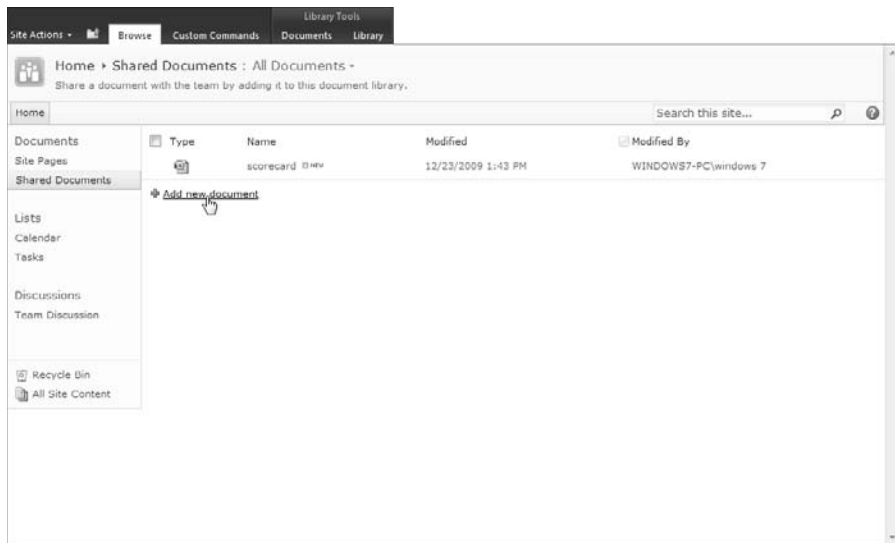 Library Tools
Site Actions Browse Custom Commands Documents Library
Home Shared Documents : All Documents
Share a document with the team by adding it to this document library.
Home Search this site...
Documents
Site Pages
Shared Documents
Lists
Calendar
Tasks
Discussions
Team Discussion
Recycle Bin
All Site Content
Type Name Modified Modified By
scorecard NEW 12/23/2009 1:43 PM WINDOWS7-PC\windows 7
Add new document